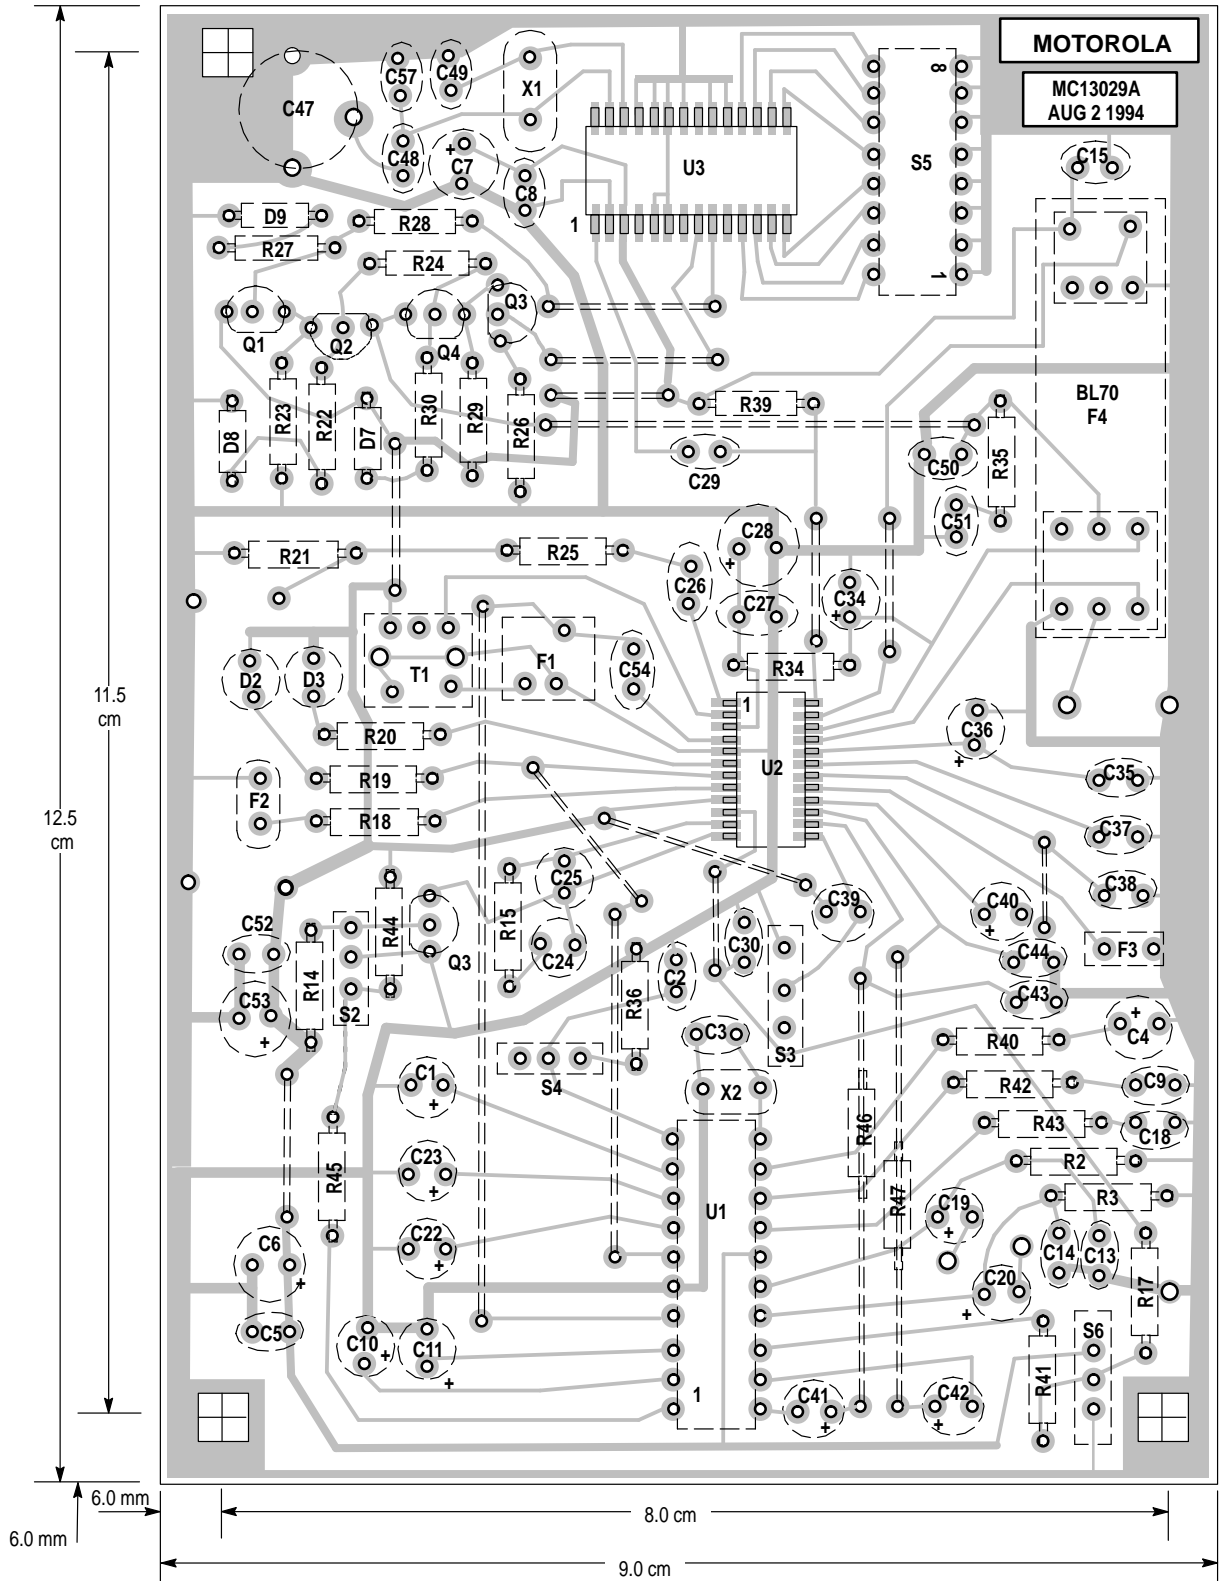 MOTOROLA
MC13029A
AUG 2 1994
C57
C49
X1
C47
8
S5
1
U3
1
C48
+
C7
C8
C15
D9
R28
R27
R24
Q3
Q1
Q2
Q4
BL70
F4
R39
D8
R23
R22
D7
R30
R29
R26
C29
C50
R35
C51
C28
+
R21
R25
C26
C27
C34
+
R34
D2
D3
T1
F1
C54
1
U2
C36
+
R20
R19
F2
R18
C35
C37
C38
C25
R44
R15
C39
C40
+
C52
R14
Q3
C24
C30
C44
F3
C53
+
S2
R36
C2
C43
C3
S3
R40
+
C4
C1
+
S4
X2
R42
C9
R46
R43
C18
R45
C23
+
R2
R47
R3
U1
C19
+
C22
+
C6
+
C14
C13
C20
+
R17
C5
C10
+
C11
+
S6
R41
1
C41
+
C42
+
11.5
cm
12.5
cm
6.0 mm
6.0 mm
8.0 cm
9.0 cm